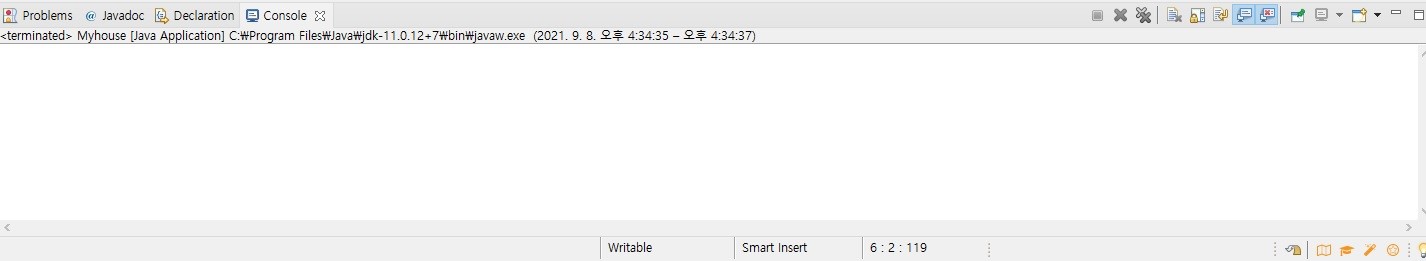 Problems @ Javadoc Declaration Console
<terminated> Myhouse [Java Application] C:₩Program Files₩Java₩jdk-11.0.12+7₩bin₩javaw.exe (2021. 9. 8. 오후 4:34:35 – 오후 4:34:37)
Writable Smart Insert 6 : 2 : 119